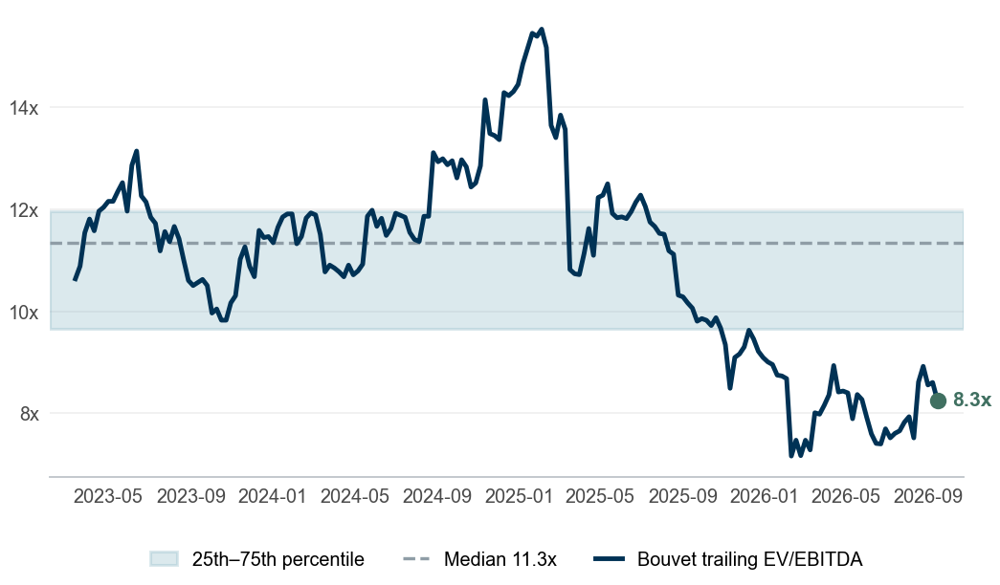 14x
12x
10x
8x
8.3x
2023-05 2023-09 2024-01 2024-05 2024-09 2025-01 2025-05 2025-09 2026-01 2026-05 2026-09
25th–75th percentile Median 11.3x Bouvet trailing EV/EBITDA